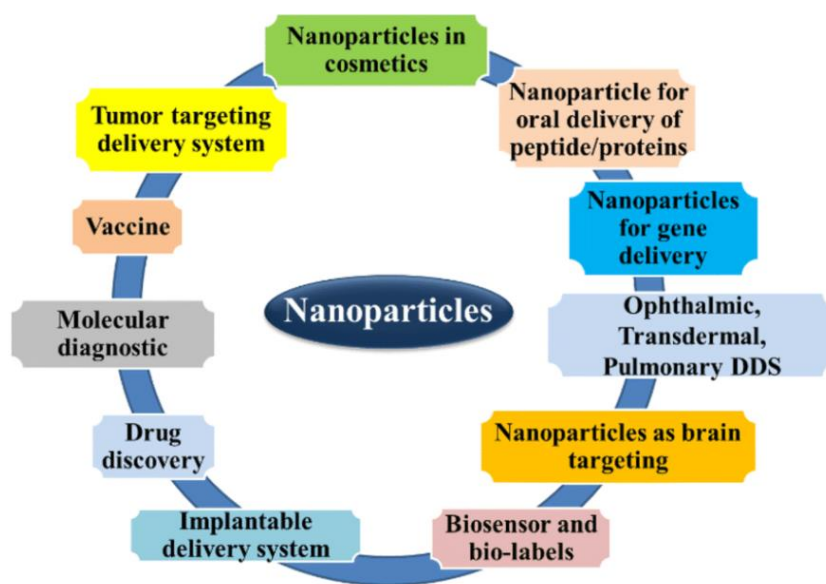 Nanoparticles in
cosmetics
Nanoparticle for
oral delivery of
peptide/proteins
Nanoparticles
for gene
delivery
Ophthalmic,
Transdermal,
Pulmonary DDS
Nanoparticles as brain
targeting
Biosensor and
bio-labels
Implantable
delivery system
Drug
discovery
Molecular
diagnostic
Vaccine
Tumor targeting
delivery system
Nanoparticles